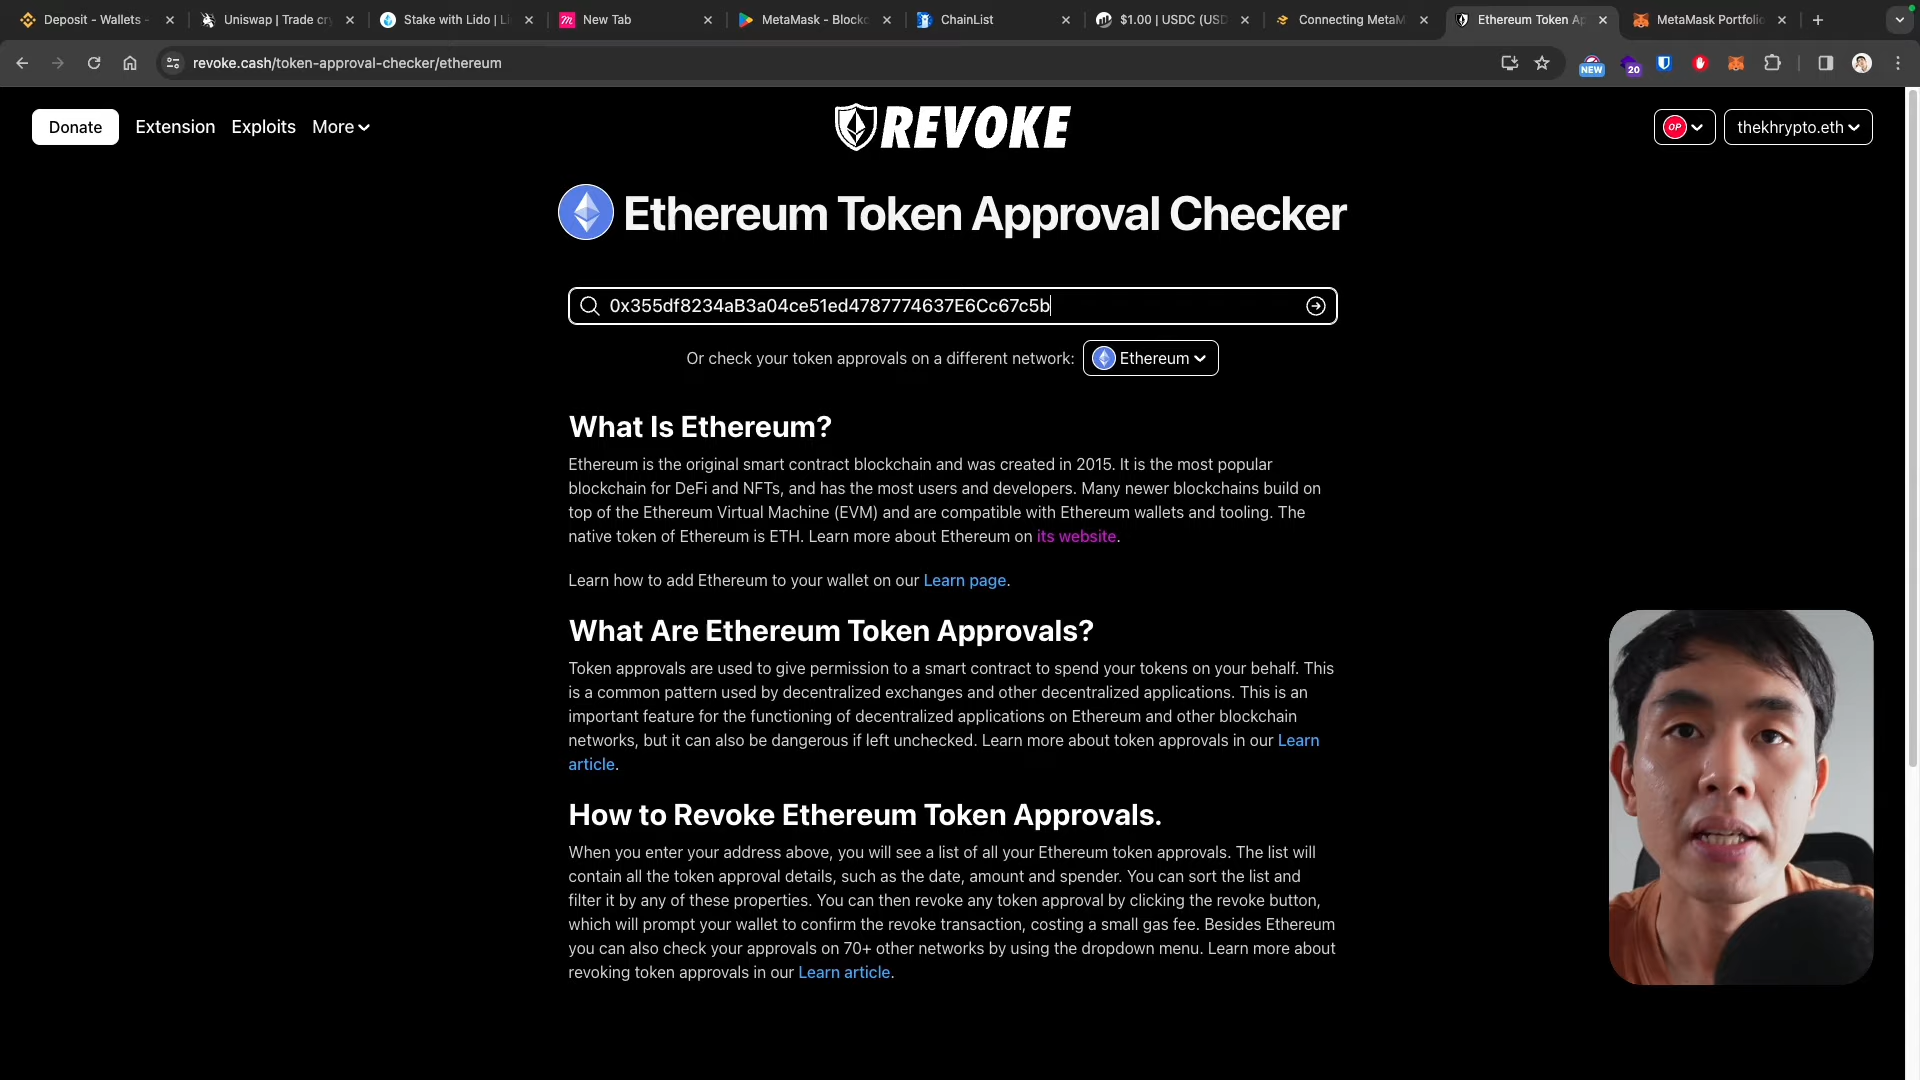 Deposit - Wallets -
Uniswap | Trade cry
Stake with Lido | Li
New Tab
MetaMask - Blockc
ChainList
$1.00 | USDC (USD
Connecting MetaM
Ethereum Token Ap
MetaMask Portfolio
revoke.cash/token-approval-checker/ethereum
NEW
20
Donate
Extension
Exploits
More
REVOKE
OP
thekhrypto.eth
Ethereum Token Approval Checker
0x355df8234aB3a04ce51ed4787774637E6Cc67c5b
Or check your token approvals on a different network:
Ethereum
What Is Ethereum?
Ethereum is the original smart contract blockchain and was created in 2015. It is the most popular
blockchain for DeFi and NFTs, and has the most users and developers. Many newer blockchains build on
top of the Ethereum Virtual Machine (EVM) and are compatible with Ethereum wallets and tooling. The
native token of Ethereum is ETH. Learn more about Ethereum on its website.
Learn how to add Ethereum to your wallet on our Learn page.
What Are Ethereum Token Approvals?
Token approvals are used to give permission to a smart contract to spend your tokens on your behalf. This
is a common pattern used by decentralized exchanges and other decentralized applications. This is an
important feature for the functioning of decentralized applications on Ethereum and other blockchain
networks, but it can also be dangerous if left unchecked. Learn more about token approvals in our Learn
article.
How to Revoke Ethereum Token Approvals.
When you enter your address above, you will see a list of all your Ethereum token approvals. The list will
contain all the token approval details, such as the date, amount and spender. You can sort the list and
filter it by any of these properties. You can then revoke any token approval by clicking the revoke button,
which will prompt your wallet to confirm the revoke transaction, costing a small gas fee. Besides Ethereum
you can also check your approvals on 70+ other networks by using the dropdown menu. Learn more about
revoking token approvals in our Learn article.